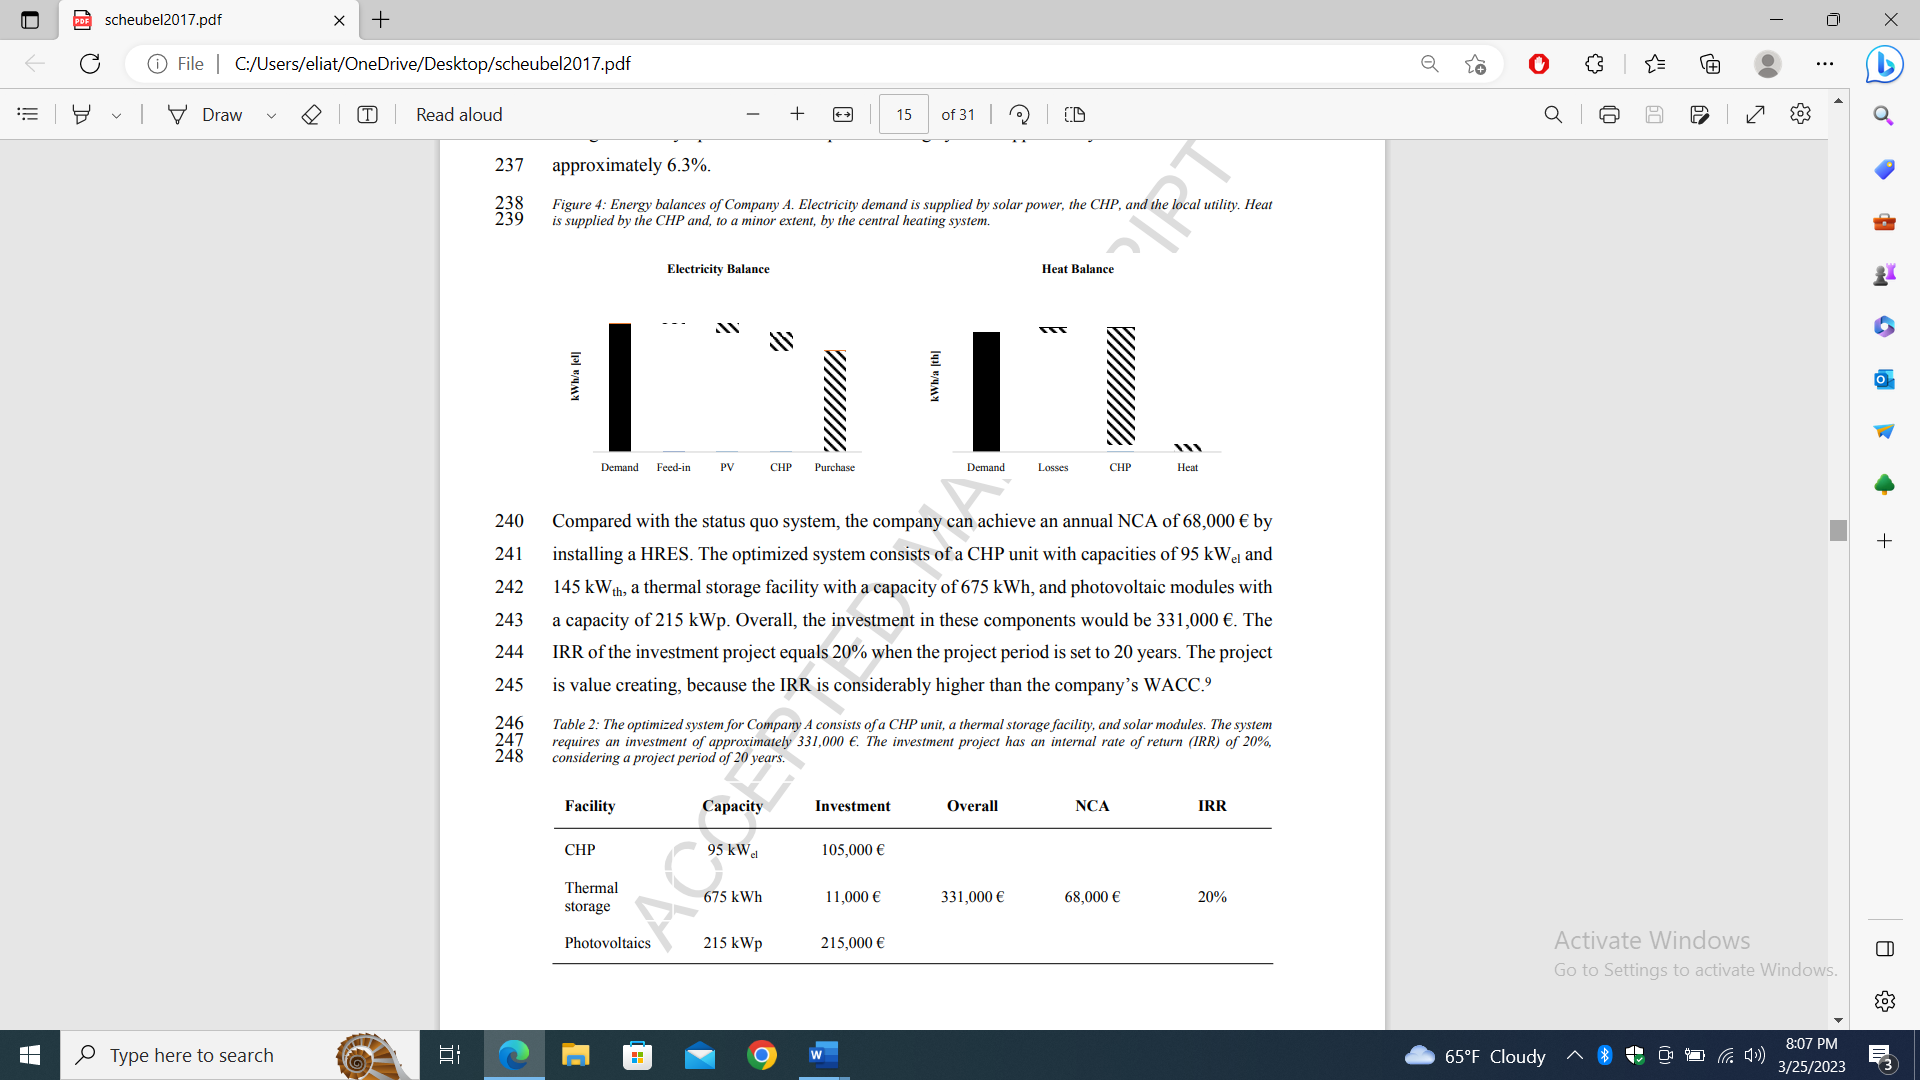 scheubel2017.pdf
File
C:/Users/eliat/OneDrive/Desktop/scheubel2017.pdf
Draw
Read aloud
15
of 31
237 approximately 6.3%.
238 Figure 4: Energy balances of Company A. Electricity demand is supplied by solar power, the CHP, and the local utility. Heat
239 is supplied by the CHP and, to a minor extent, by the central heating system.
Electricity Balance
Heat Balance
kWh/a [el]
kWh/a [th]
Demand Feed-in PV CHP Purchase
Demand Losses CHP Heat
240 Compared with the status quo system, the company can achieve an annual NCA of 68,000 € by
241 installing a HRES. The optimized system consists of a CHP unit with capacities of 95 kWel and
242 145 kWth, a thermal storage facility with a capacity of 675 kWh, and photovoltaic modules with
243 a capacity of 215 kWp. Overall, the investment in these components would be 331,000 €. The
244 IRR of the investment project equals 20% when the project period is set to 20 years. The project
245 is value creating, because the IRR is considerably higher than the company's WACC.9
246 Table 2: The optimized system for Company A consists of a CHP unit, a thermal storage facility, and solar modules. The system
247 requires an investment of approximately 331,000 €. The investment project has an internal rate of return (IRR) of 20%,
248 considering a project period of 20 years.
Facility Capacity Investment Overall NCA IRR
CHP 95 kWel 105,000 €
Thermal
storage 675 kWh 11,000 € 331,000 € 68,000 € 20%
Photovoltaics 215 kWp 215,000 €
ACCEPTED MA
RIPT
Activate Windows
Go to Settings to activate Windows.
Type here to search
65°F Cloudy
8:07 PM
3/25/2023
3